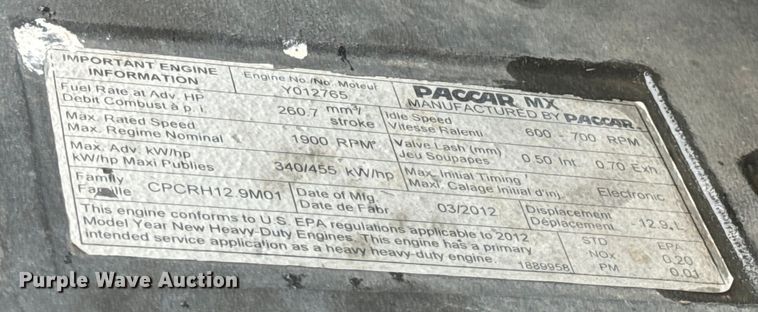 IMPORTANT ENGINE
INFORMATION
Engine No./No. Moteur
Y012765
PACCAR MX
MANUFACTURED BY PACCAR
Fuel Rate at Adv. HP
Débit Combust à p. i.
260.7 mm³/
stroke
Idle Speed
Vitesse Ralenti
600 - 700 RPM
Max. Rated Speed
Max. Regime Nominal
1900 RPM
Valve Lash (mm)
Jeu Soupapes
0.50 Int. 0.70 Exh.
Max. Adv kW/hp
kW/hp Maxi Publies
340/455 kW/hp
Max. Initial Timing
Maxi. Calage Initial d'inj.
Electronic
Family
Famille
CPCRH12.9M01
Date of Mfg.
Date de Fabr.
03/2012
Displacement
Déplacement
12.9 L
This engine conforms to U.S. EPA regulations applicable to 2012
Model Year New Heavy-Duty Engines. This engine has a primary
intended service application as a heavy heavy-duty engine.
1889958
STD EPA
NOX 0.20
PM 0.01
Purple Wave Auction